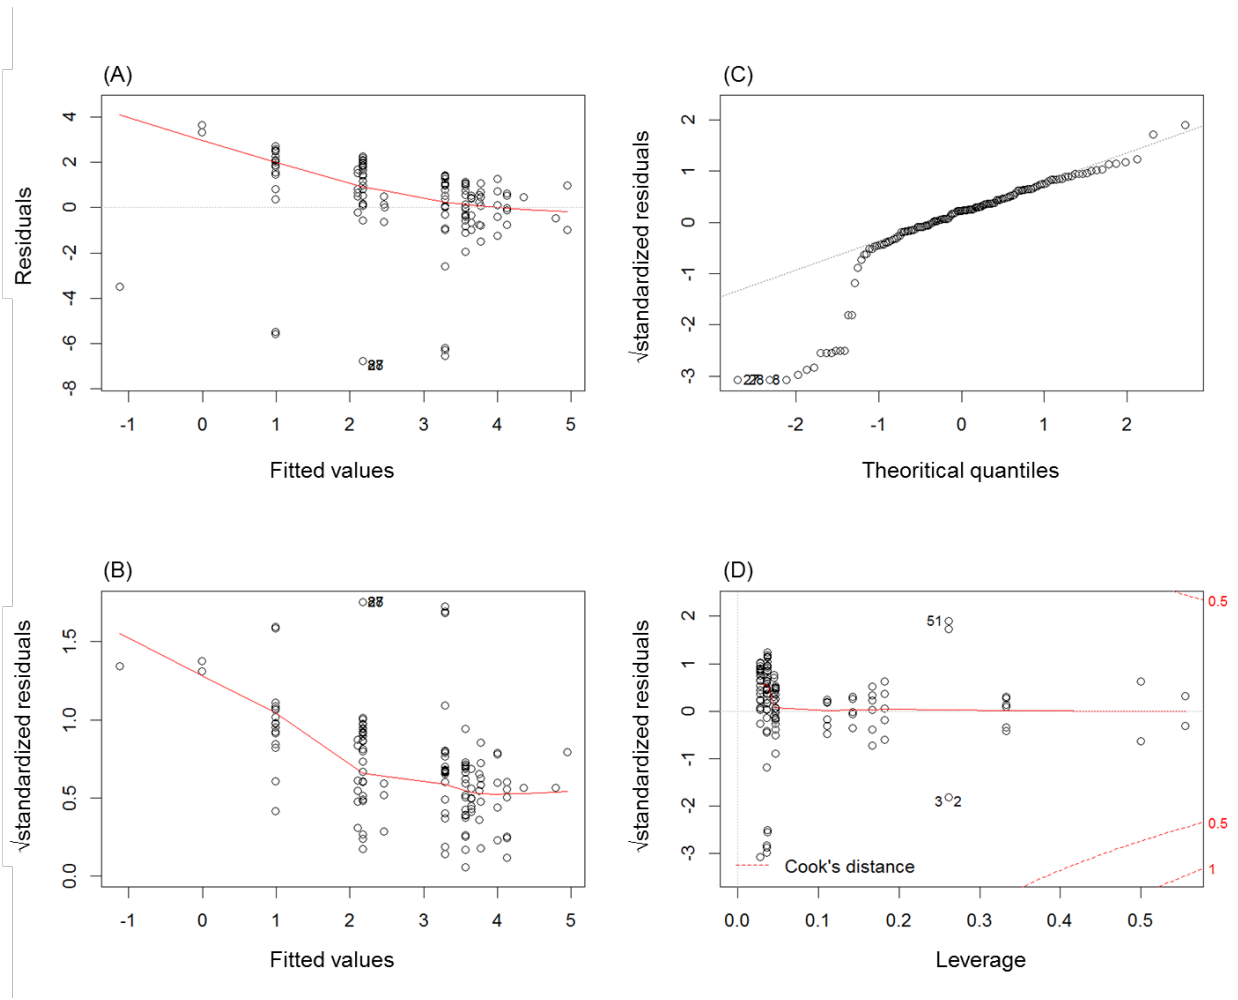 (A)
Residuals
4
2
0
-2
-4
-6
-8
-1 0 1 2 3 4 5
Fitted values
(C)
√standardized residuals
2
1
0
-1
-2
-3
-2 -1 0 1 2
Theoritical quantiles
(B)
√standardized residuals
1.5
1.0
0.5
0.0
-1 0 1 2 3 4 5
Fitted values
(D)
√standardized residuals
2
1
0
-1
-2
-3
51
3 2
0.5
0.5
1
Cook's distance
0.0 0.1 0.2 0.3 0.4 0.5
Leverage